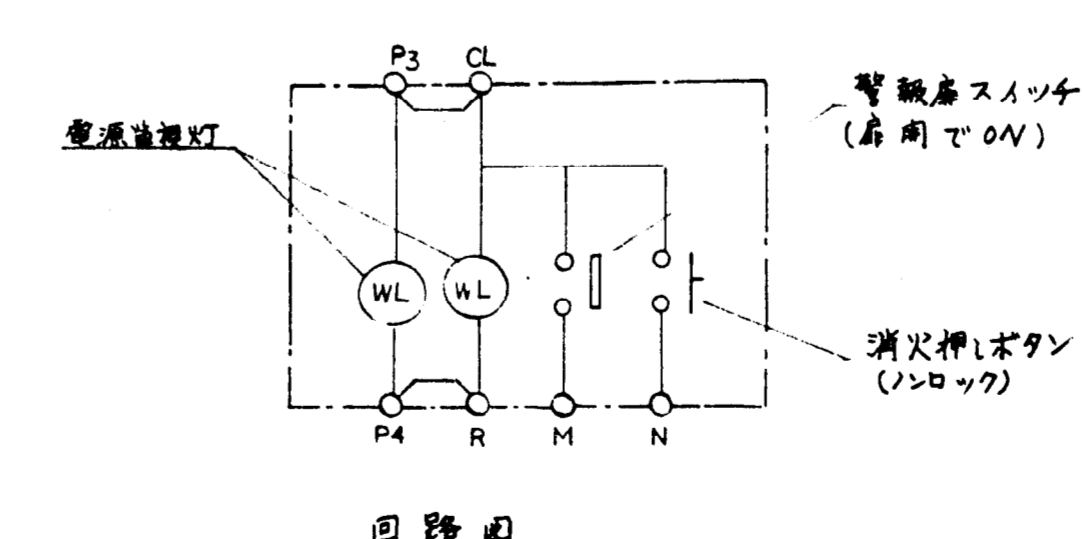 P3 CL
警報扉スイッチ
(扉開でON)
電源監視灯
WL WL
消火押しボタン
(ノンロック)
P4 R M N
回路図